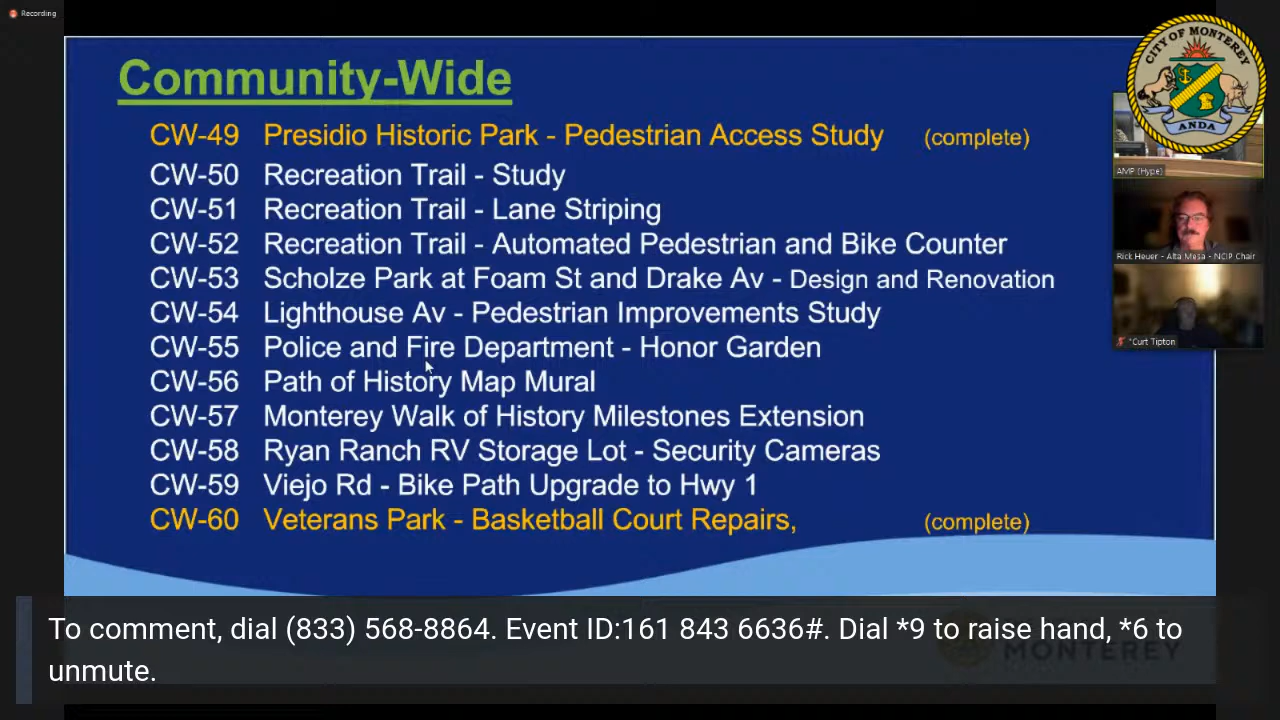 Recording
Community-Wide
CITY OF MONTEREY
ANDA
CW-49 Presidio Historic Park - Pedestrian Access Study (complete)
CW-50 Recreation Trail - Study
CW-51 Recreation Trail - Lane Striping
CW-52 Recreation Trail - Automated Pedestrian and Bike Counter
CW-53 Scholze Park at Foam St and Drake Av - Design and Renovation
CW-54 Lighthouse Av - Pedestrian Improvements Study
CW-55 Police and Fire Department - Honor Garden
CW-56 Path of History Map Mural
CW-57 Monterey Walk of History Milestones Extension
CW-58 Ryan Ranch RV Storage Lot - Security Cameras
CW-59 Viejo Rd - Bike Path Upgrade to Hwy 1
CW-60 Veterans Park - Basketball Court Repairs, (complete)
AMP [Hype]
Rick Heuer - Alta Mesa - NCIP Chair
*Curt Tipton
To comment, dial (833) 568-8864. Event ID:161 843 6636#. Dial *9 to raise hand, *6 to
unmute.
MONTEREY